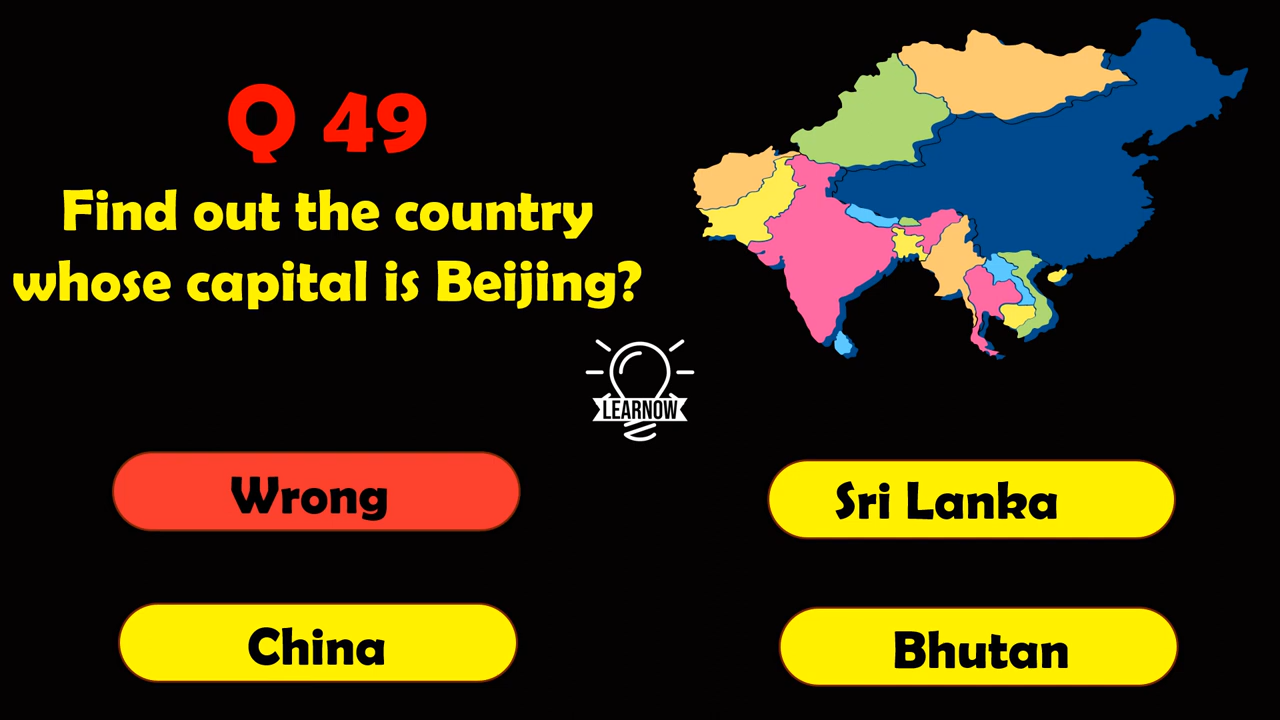 Q 49
Find out the country
whose capital is Beijing?
LEARNOW
Wrong
Sri Lanka
China
Bhutan